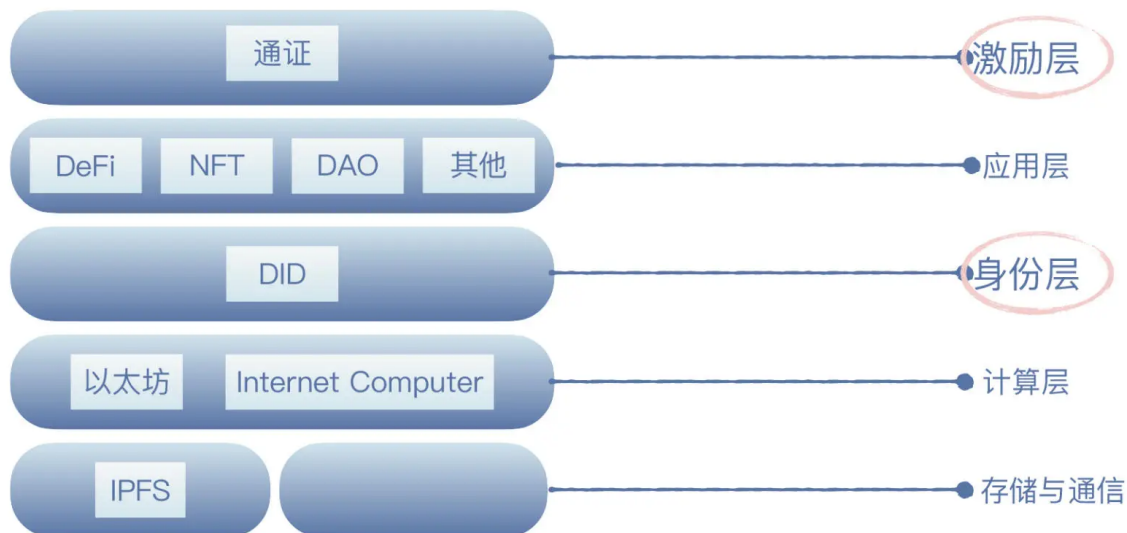 通证 激励层
DeFi NFT DAO 其他 应用层
DID 身份层
以太坊 Internet Computer 计算层
IPFS 存储与通信